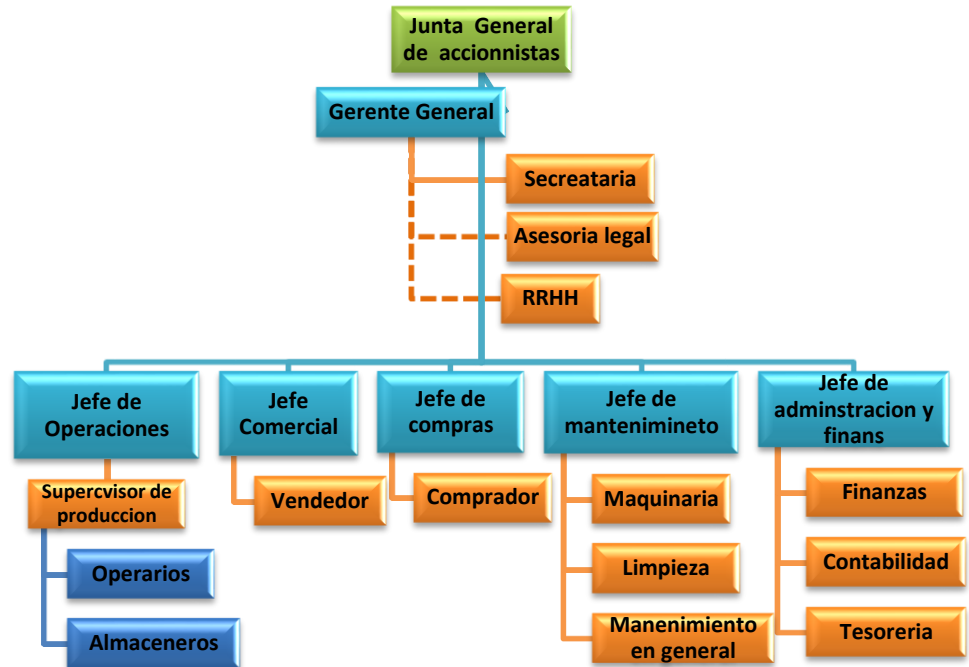 Junta General
de accionnistas
Gerente General
Secreataria
Asesoria legal
RRHH
Jefe de
Operaciones
Jefe
Comercial
Jefe de
compras
Jefe de
mantenimineto
Jefe de
adminstracion y
finans
Supercvisor de
produccion
Operarios
Almaceneros
Vendedor
Comprador
Maquinaria
Limpieza
Manenimiento
en general
Finanzas
Contabilidad
Tesoreria